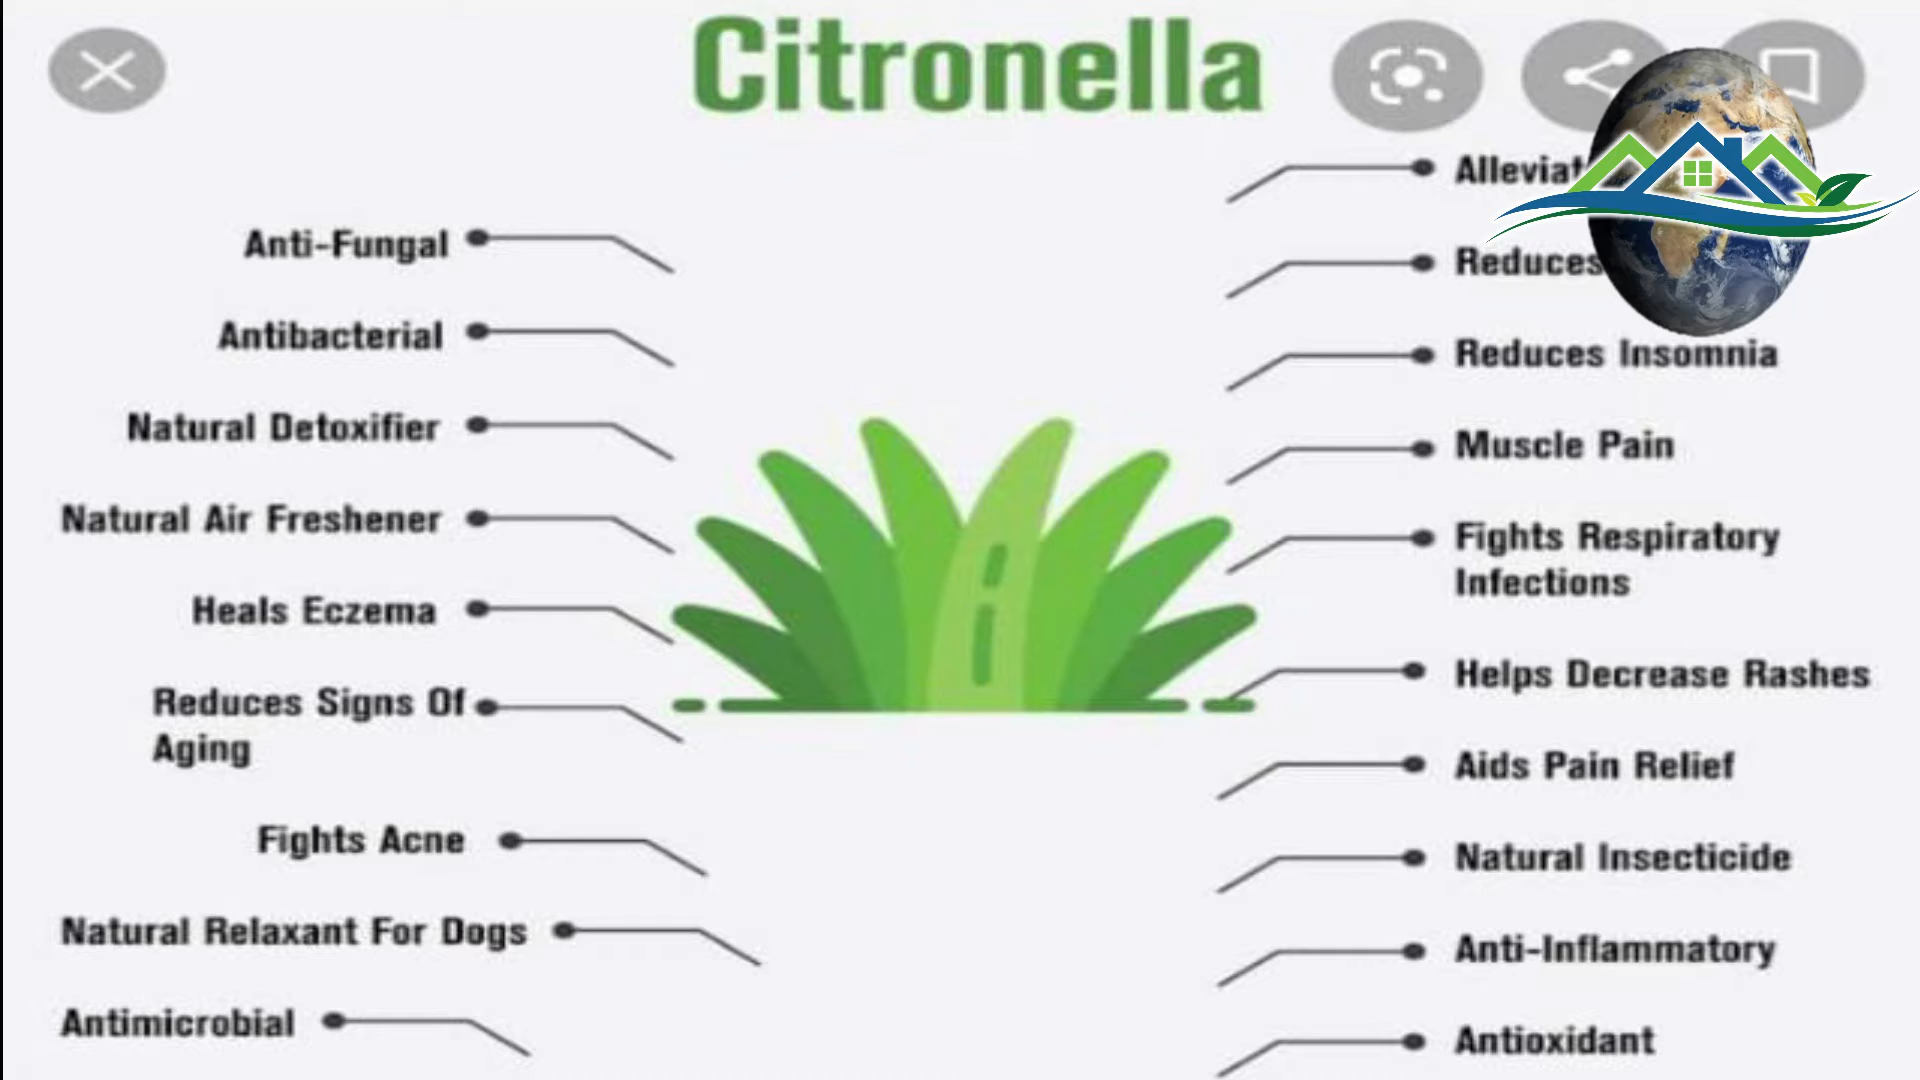 Citronella
Anti-Fungal
Antibacterial
Natural Detoxifier
Natural Air Freshener
Heals Eczema
Reduces Signs Of
Aging
Fights Acne
Natural Relaxant For Dogs
Antimicrobial
Reduces
Reduces Insomnia
Muscle Pain
Fights Respiratory
Infections
Helps Decrease Rashes
Aids Pain Relief
Natural Insecticide
Anti-Inflammatory
Antioxidant